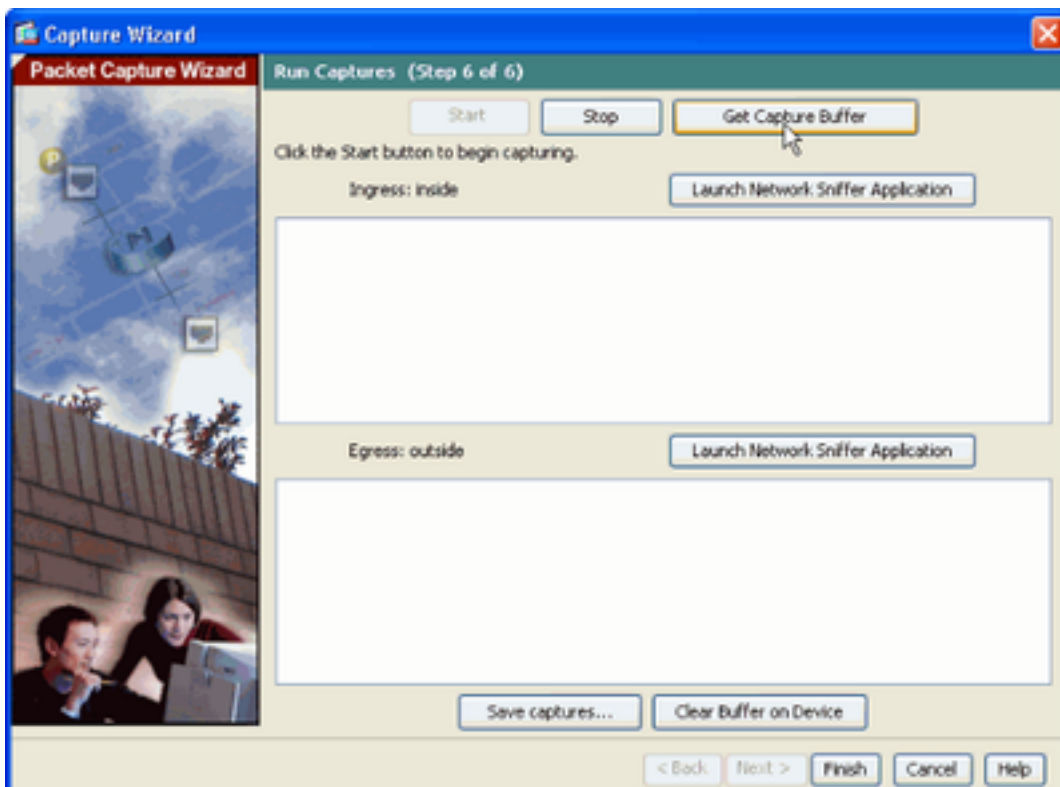 Capture Wizard
Packet Capture Wizard
Run Captures (Step 6 of 6)
Start Stop Get Capture Buffer
Click the Start button to begin capturing.
Ingress: inside Launch Network Sniffer Application
P
Egress: outside Launch Network Sniffer Application
Save captures... Clear Buffer on Device
< Back Next > Finish Cancel Help